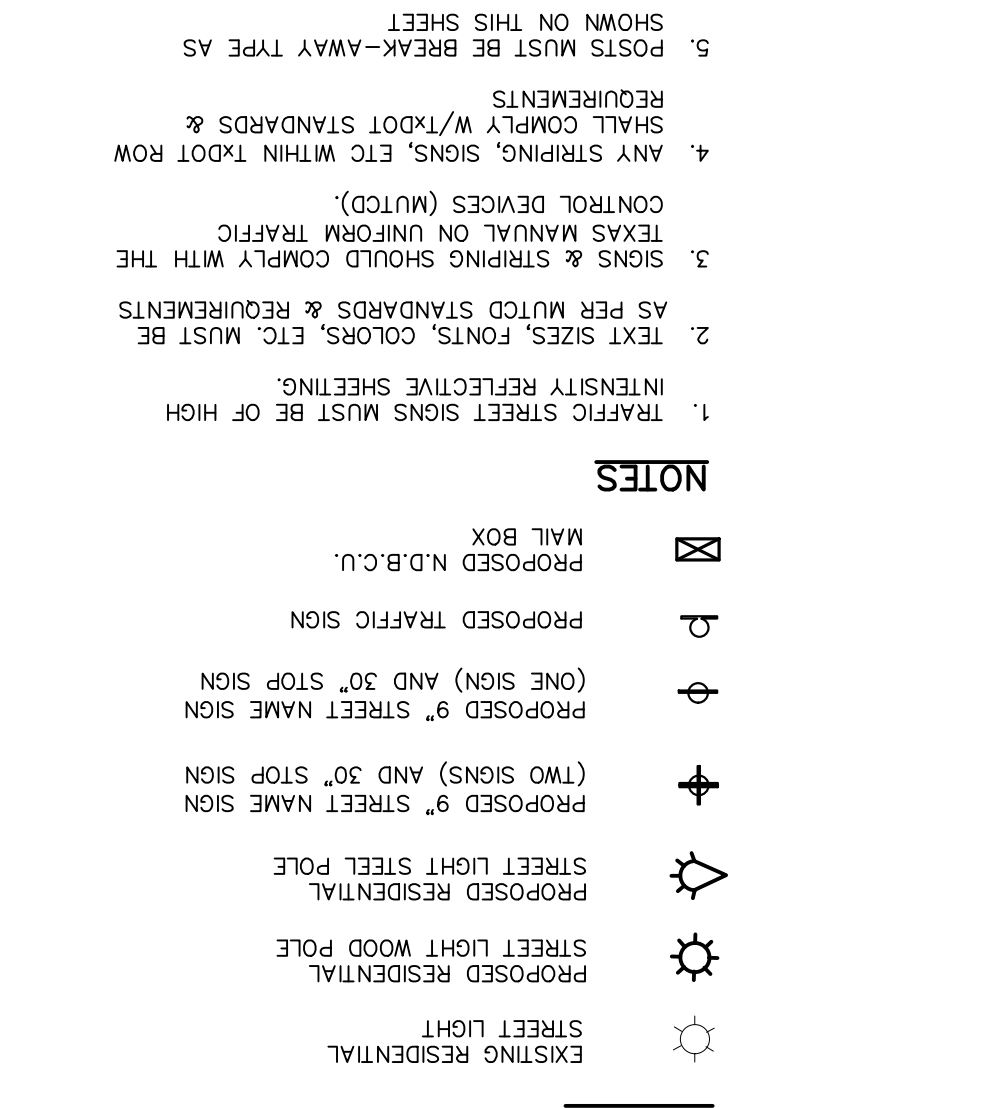 EXISTING RESIDENTIAL
STREET LIGHT
PROPOSED RESIDENTIAL
STREET LIGHT WOOD POLE
PROPOSED RESIDENTIAL
STREET LIGHT STEEL POLE
PROPOSED 9" STREET NAME SIGN
(TWO SIGNS) AND 30" STOP SIGN
PROPOSED 9" STREET NAME SIGN
(ONE SIGN) AND 30" STOP SIGN
PROPOSED TRAFFIC SIGN
PROPOSED N.D.B.C.U.
MAIL BOX
NOTES
1. TRAFFIC STREET SIGNS MUST BE OF HIGH
INTENSITY REFLECTIVE SHEETING.
2. TEXT SIZES, FONTS, COLORS, ETC. MUST BE
AS PER MUTCD STANDARDS & REQUIREMENTS
3. SIGNS & STRIPING SHOULD COMPLY WITH THE
TEXAS MANUAL ON UNIFORM TRAFFIC
CONTROL DEVICES (MUTCD).
4. ANY STRIPING, SIGNS, ETC WITHIN TxDOT ROW
SHALL COMPLY W/TxDOT STANDARDS &
REQUIREMENTS
5. POSTS MUST BE BREAK-AWAY TYPE AS
SHOWN ON THIS SHEET